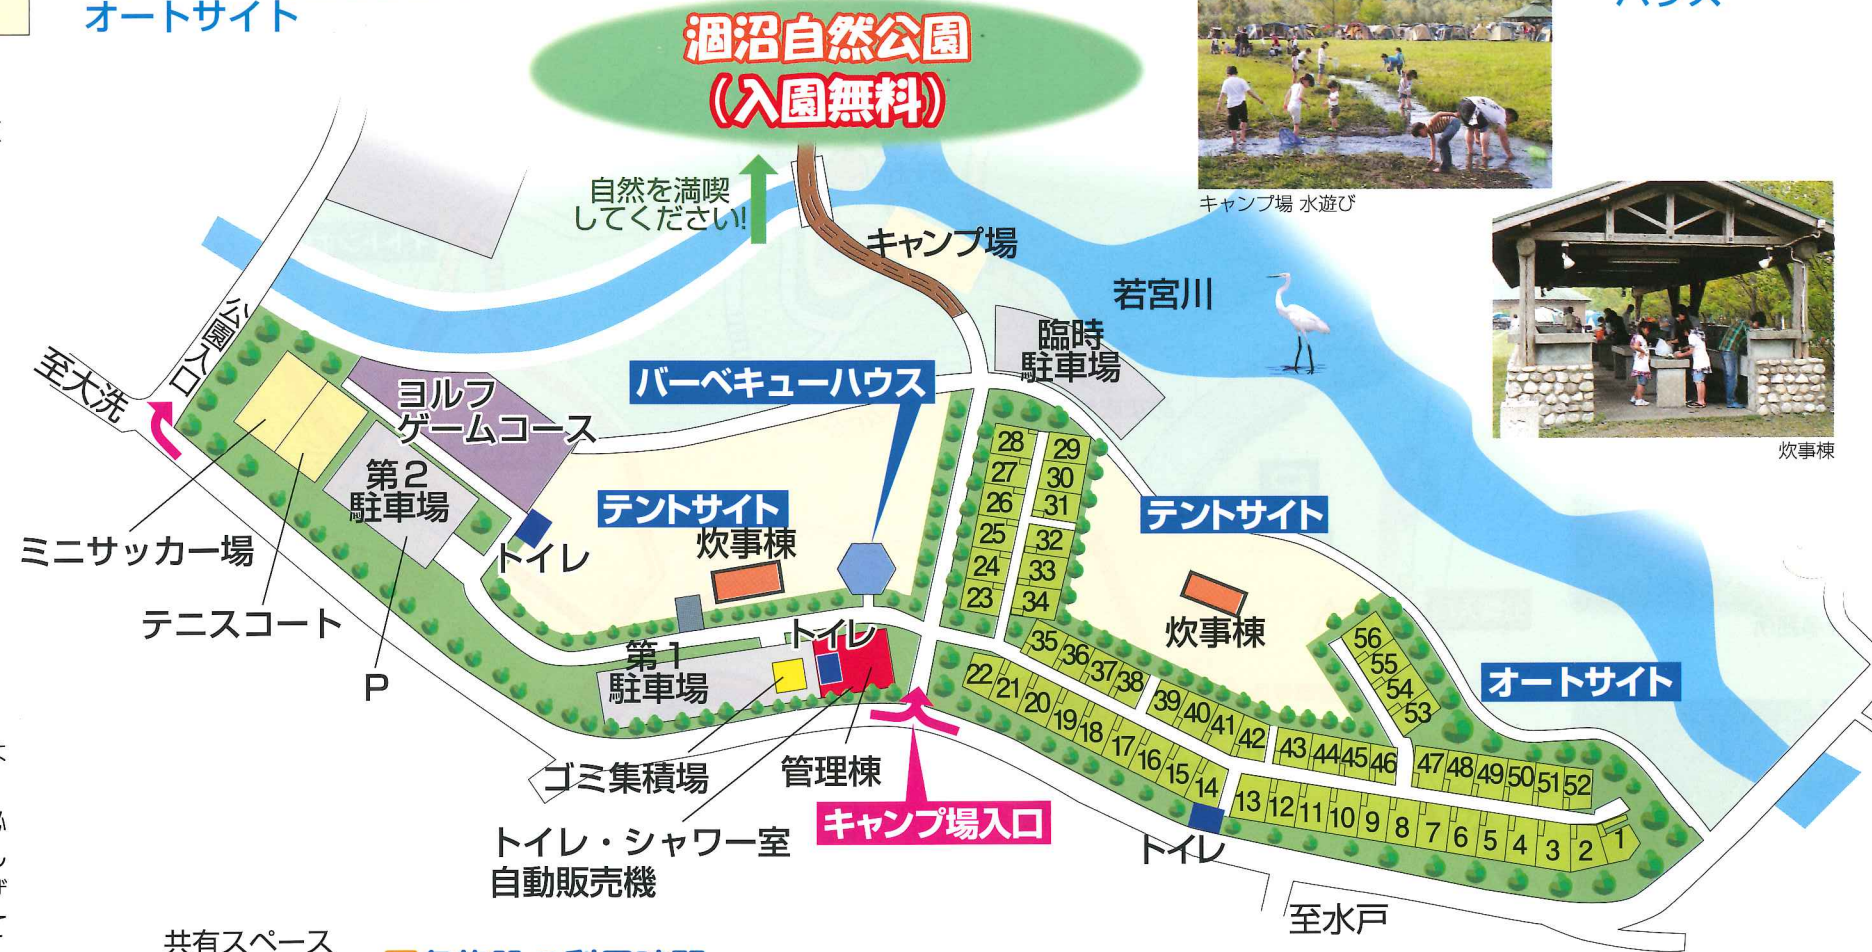 オートサイト
涸沼自然公園
(入園無料)
自然を満喫
してください!
キャンプ場
キャンプ場 水遊び
若宮川
炊事棟
臨時
駐車場
公園入口
至大洗
ヨルフ
ゲームコース
バーベキューハウス
第2
駐車場
テントサイト
炊事棟
トイレ
テントサイト
炊事棟
ミニサッカー場
テニスコート
P
第1
駐車場
トイレ
オートサイト
28 29
27 30
26 31
25 32
24 33
23 34
35 36 37 38 39 40 41 42 43 44 45 46 47 48 49 50 51 52
56
55
54
53
22 21 20 19 18 17 16 15 14 13 12 11 10 9 8 7 6 5 4 3 2 1
ゴミ集積場
管理棟
キャンプ場入口
トイレ・シャワー室
自動販売機
トイレ
至水戸
共有スペース